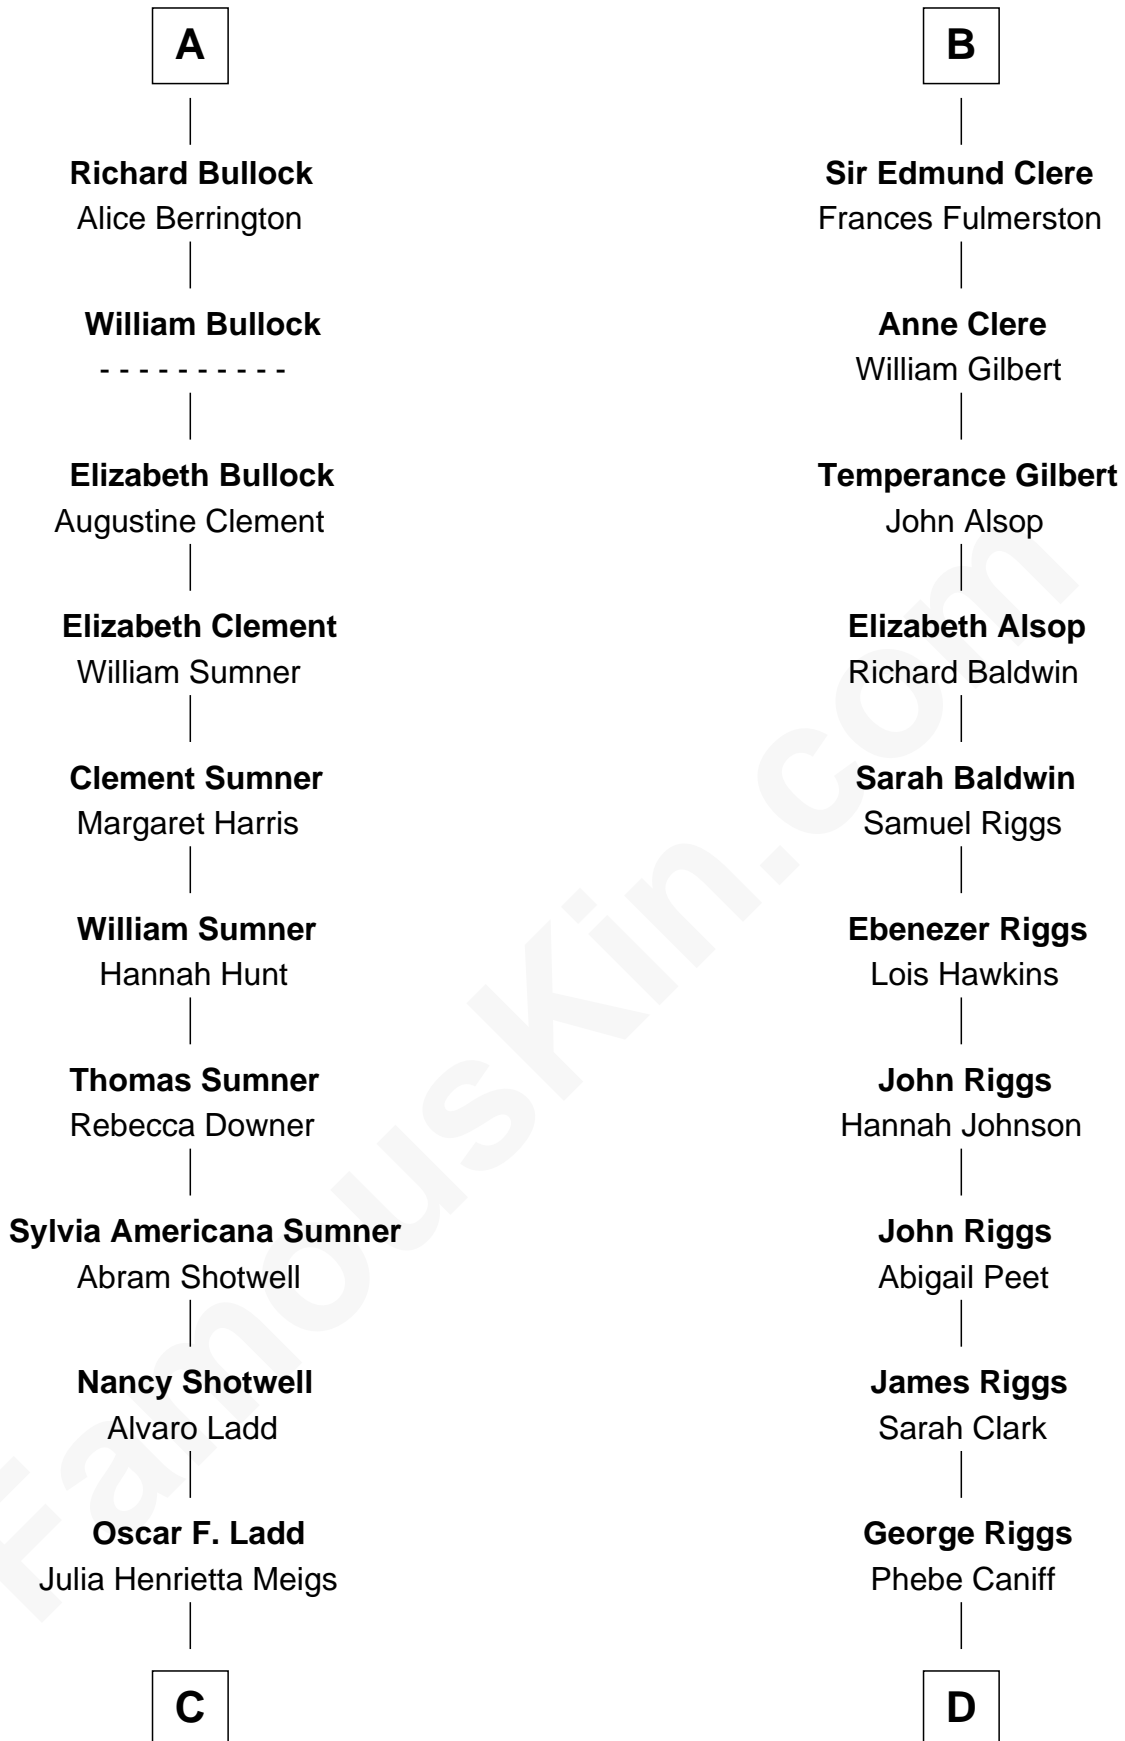 A
Richard Bullock
Alice Berrington
William Bullock
- - - - - - - - - -
Elizabeth Bullock
Augustine Clement
Elizabeth Clement
William Sumner
Clement Sumner
Margaret Harris
William Sumner
Hannah Hunt
Thomas Sumner
Rebecca Downer
Sylvia Americana Sumner
Abram Shotwell
Nancy Shotwell
Alvaro Ladd
Oscar F. Ladd
Julia Henrietta Meigs
C
B
Sir Edmund Clere
Frances Fulmerston
Anne Clere
William Gilbert
Temperance Gilbert
John Alsop
Elizabeth Alsop
Richard Baldwin
Sarah Baldwin
Samuel Riggs
Ebenezer Riggs
Lois Hawkins
John Riggs
Hannah Johnson
John Riggs
Abigail Peet
James Riggs
Sarah Clark
George Riggs
Phebe Caniff
D
FamousKin.com